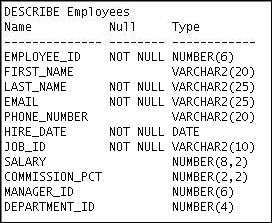 DESCRIBE Employees
Name Null Type
-------------- -------- ------------
EMPLOYEE_ID NOT NULL NUMBER(6)
FIRST_NAME VARCHAR2(20)
LAST_NAME NOT NULL VARCHAR2(25)
EMAIL NOT NULL VARCHAR2(25)
PHONE_NUMBER VARCHAR2(20)
HIRE_DATE NOT NULL DATE
JOB_ID NOT NULL VARCHAR2(10)
SALARY NUMBER(8,2)
COMMISSION_PCT NUMBER(2,2)
MANAGER_ID NUMBER(6)
DEPARTMENT_ID NUMBER(4)